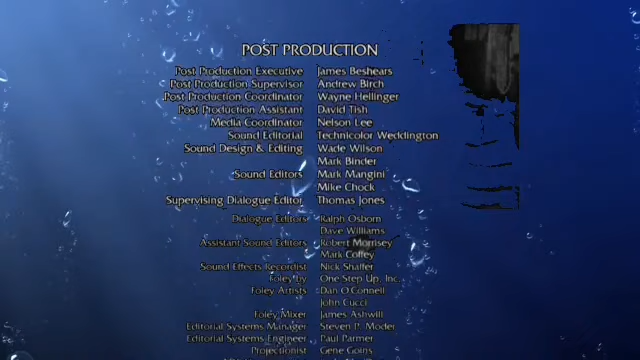 POST PRODUCTION
Post Production Executive James Beshears
Post Production Supervisor Andrew Birch
Post Production Coordinator Wayne Hellinger
Post Production Assistant David Tish
Media Coordinator Nelson Lee
Sound Editorial Technicolor Weddington
Sound Design & Editing Wade Wilson
Mark Binder
Sound Editors Mark Mangini
Mike Chock
Supervising Dialogue Editor Thomas Jones
Dialogue Editors Ralph Osborn
Dave Williams
Assistant Sound Editors Robert Morrisey
Mark Coffey
Sound Effects Recordist Nick Shaffer
Foley by One Step Up, Inc.
Foley Artists Dan O'Connell
John Cucci
Foley Mixer James Ashwill
Editorial Systems Manager Steven P. Moder
Editorial Systems Engineer Paul Parmer
Projectionist Gene Goins